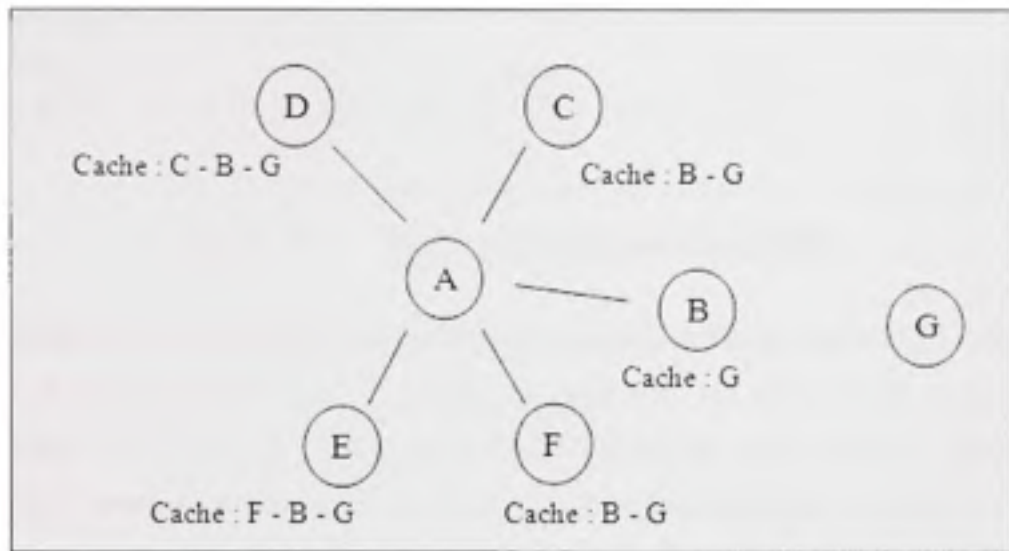 D
C
Cache : C - B - G
Cache : B - G
A
B
G
Cache : G
E
F
Cache : F - B - G
Cache : B - G